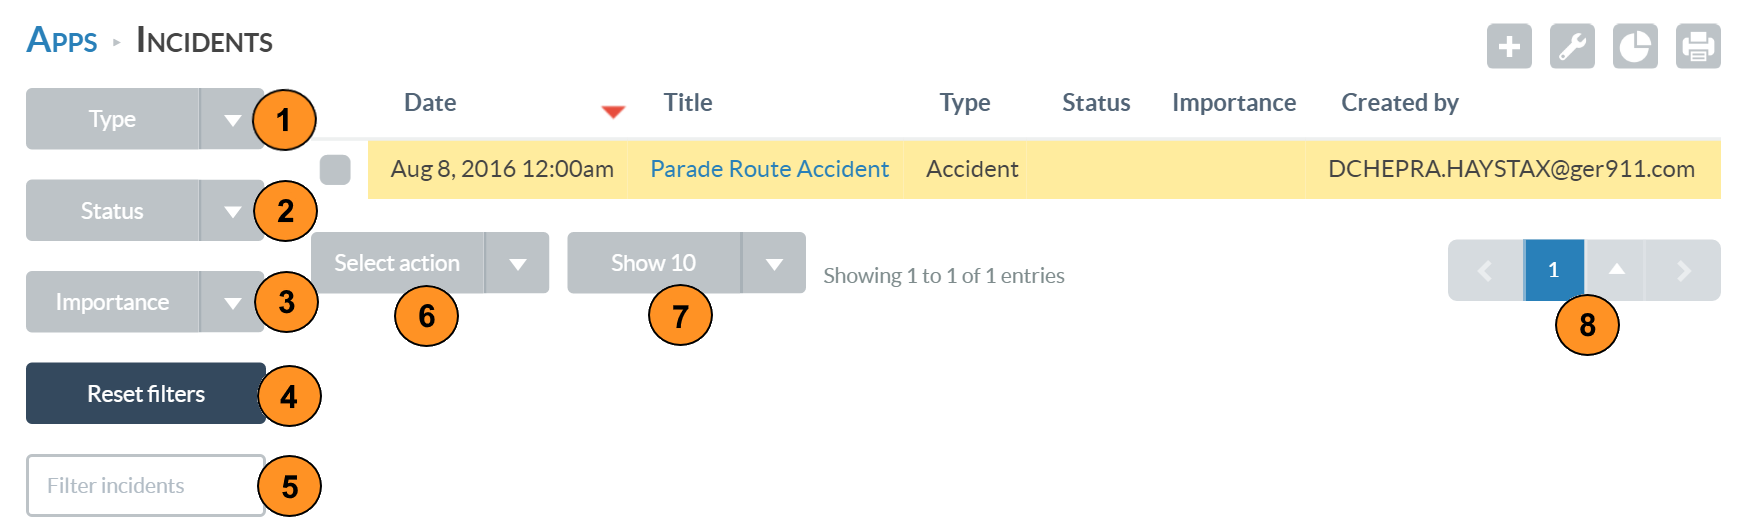 Apps ▸ Incidents
Type 1
Date Title Type Status Importance Created by
Aug 8, 2016 12:00am Parade Route Accident Accident DCHEPRA.HAYSTAX@ger911.com
Status 2
Select action Show 10 Showing 1 to 1 of 1 entries 1
Importance 3
6 7 8
Reset filters 4
Filter incidents 5